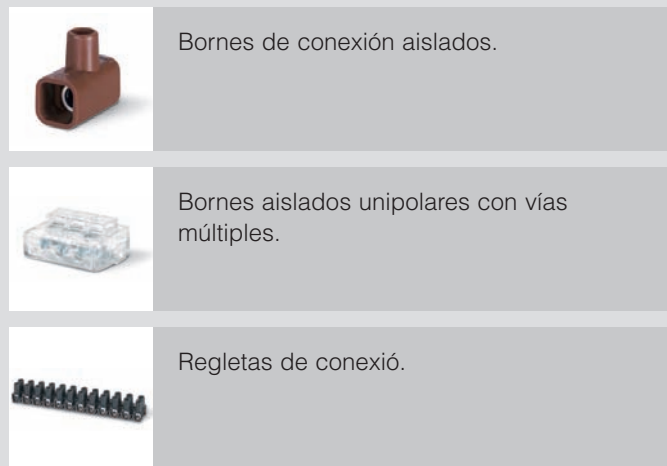 Bornes de conexión aislados.
Bornes aislados unipolares con vías
múltiples.
Regletas de conexió.